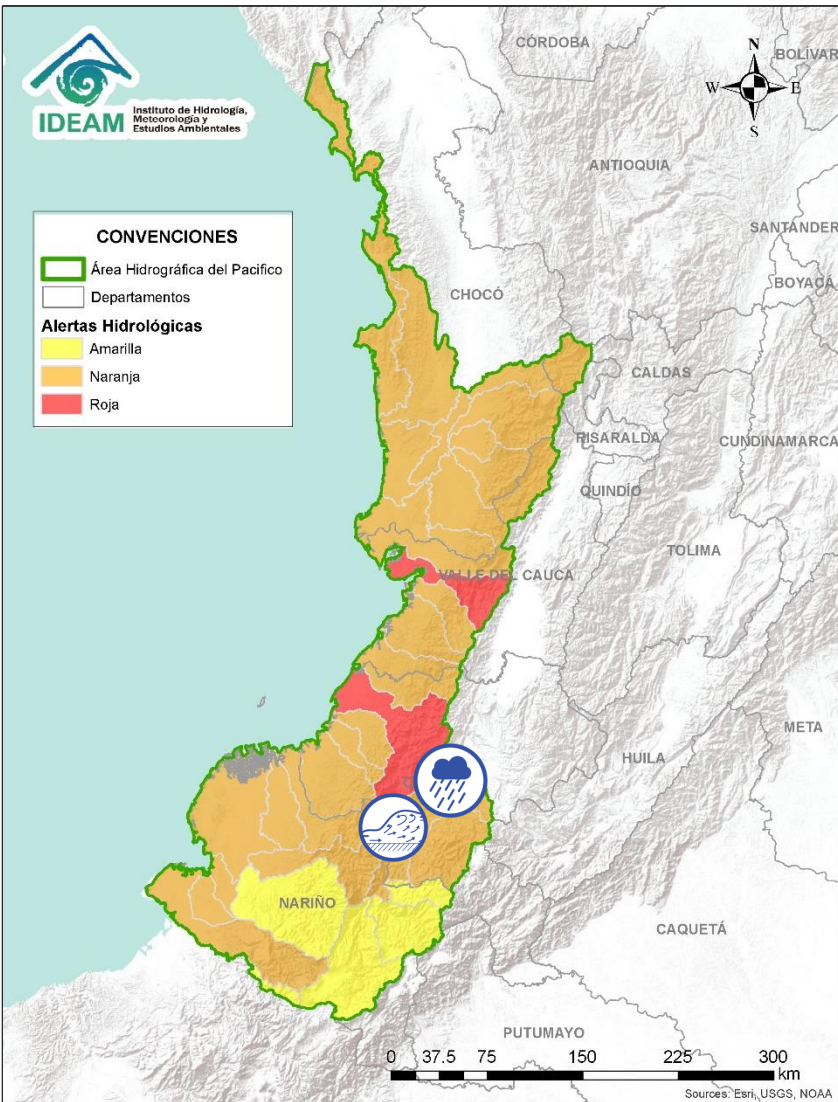 IDEAM
Instituto de Hidrología,
Meteorología y
Estudios Ambientales
CÓRDOBA
BOLIVAR
N
W
E
S
ANTIOQUIA
SANTANDER
BOYACÁ
CONVENCIONES
Área Hidrográfica del Pacifico
Departamentos
Alertas Hidrológicas
Amarilla
Naranja
Roja
CHOCÓ
CALDAS
RISARALDA
CUNDINAMARCA
QUINDÍO
TOLIMA
VALLE DEL CAUCA
META
HUILA
NARIÑO
CAQUETÁ
PUTUMAYO
0 37.5 75 150 225 300
km
Sources: Esri, USGS, NOAA